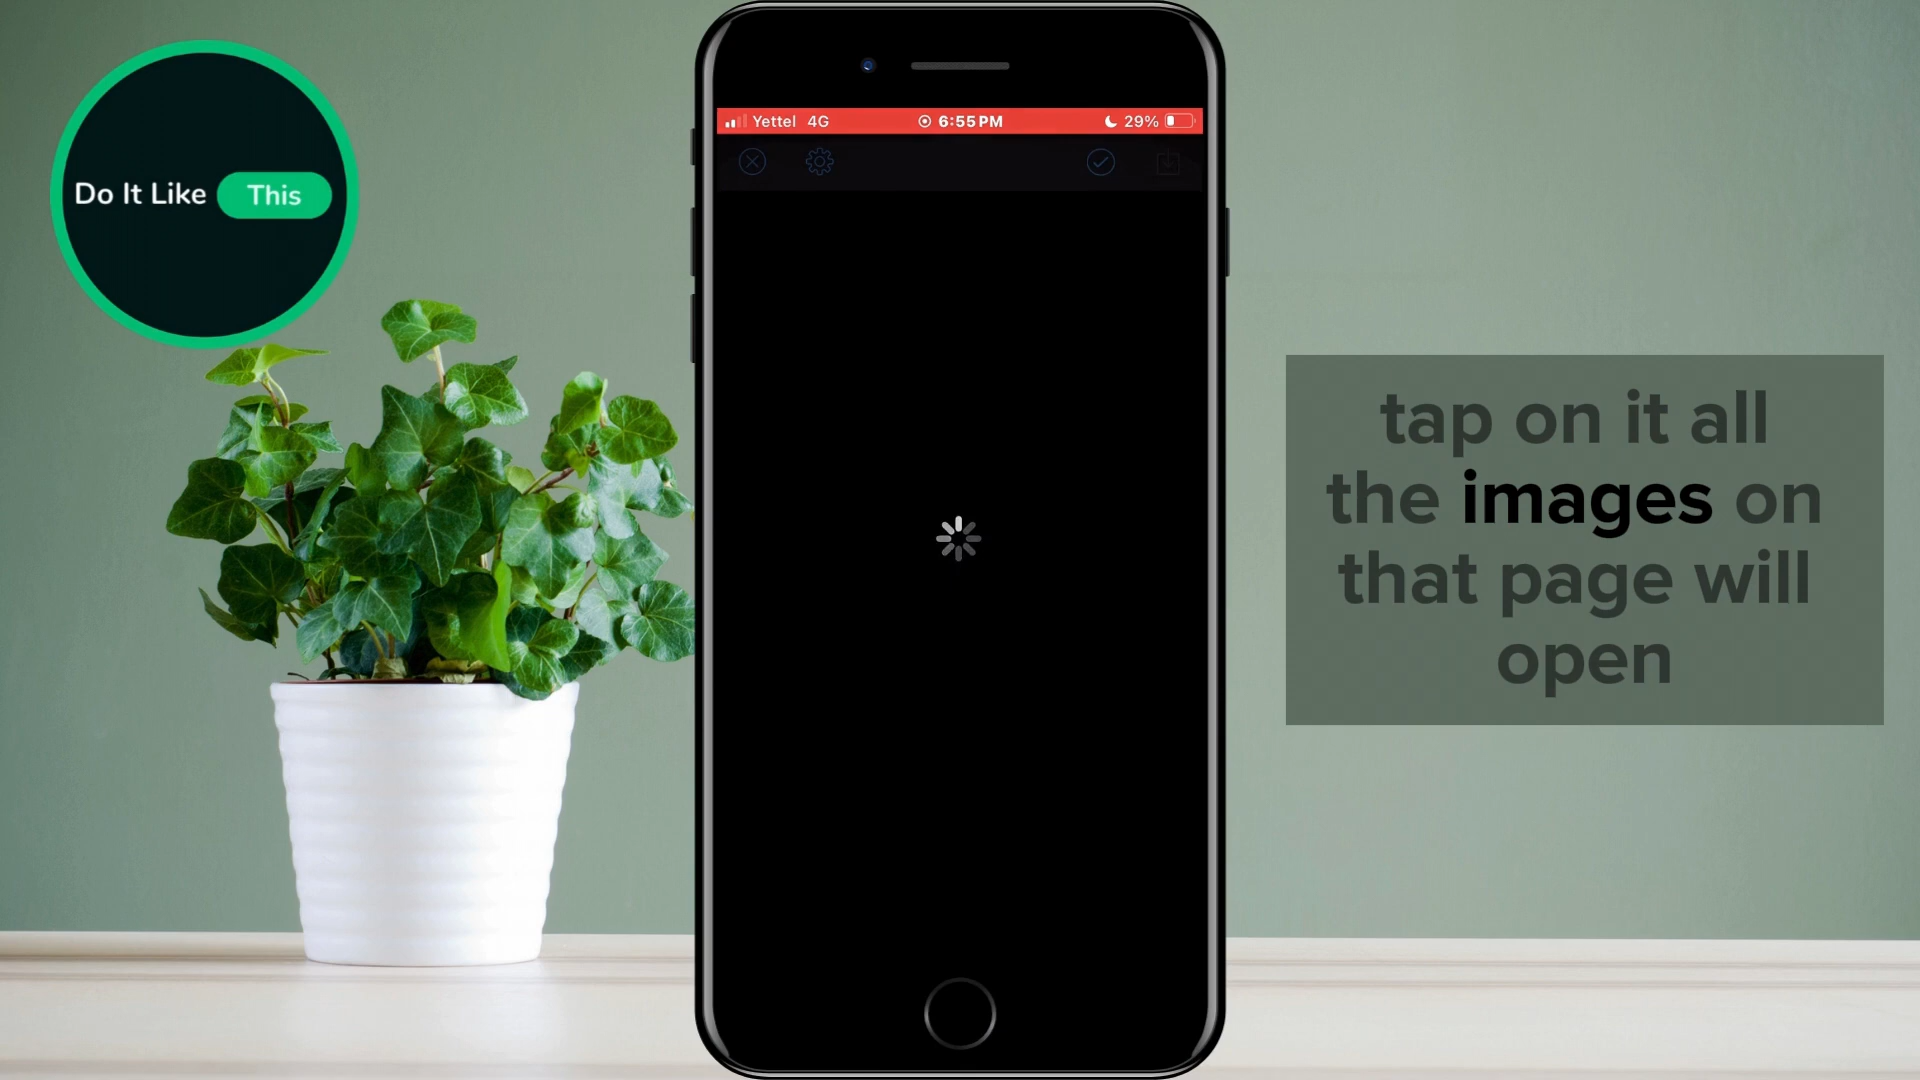 Do It Like This
Yettel 4G 6:55 PM 29%
tap on it all
the images on
that page will
open